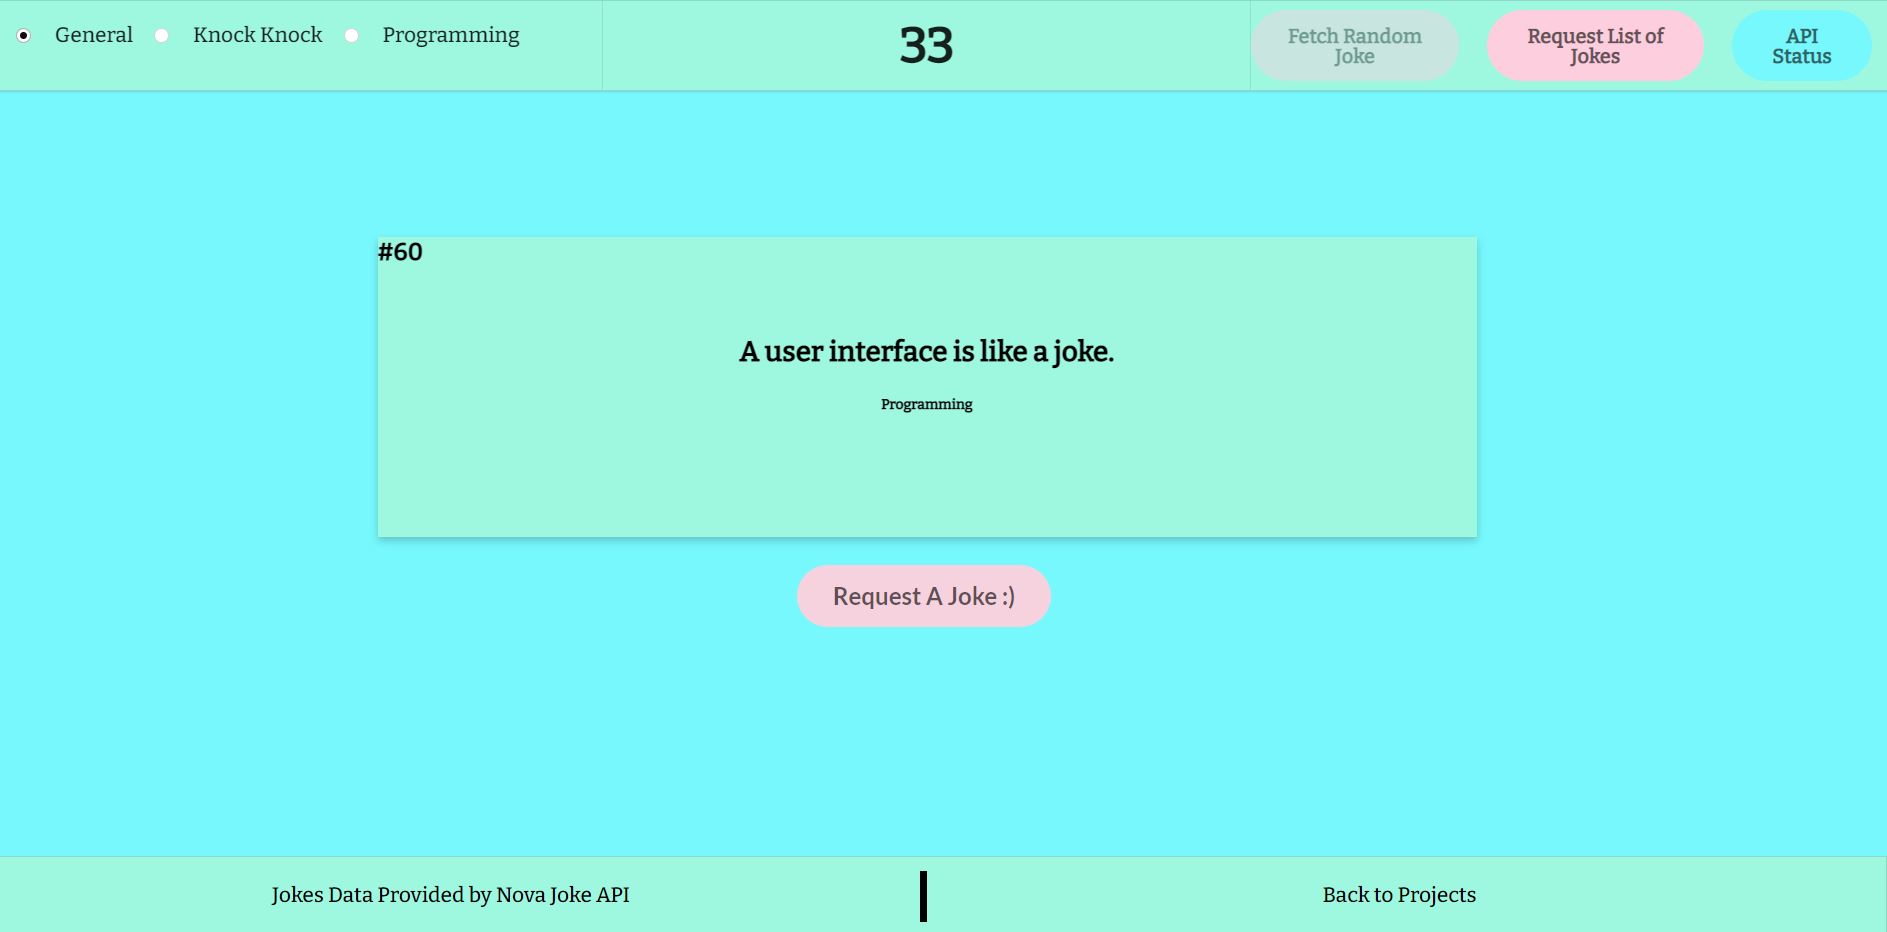 General Knock Knock Programming
33
Fetch Random
Joke
Request List of
Jokes
API
Status
#60
A user interface is like a joke.
Programming
Request A Joke :)
Jokes Data Provided by Nova Joke API
Back to Projects